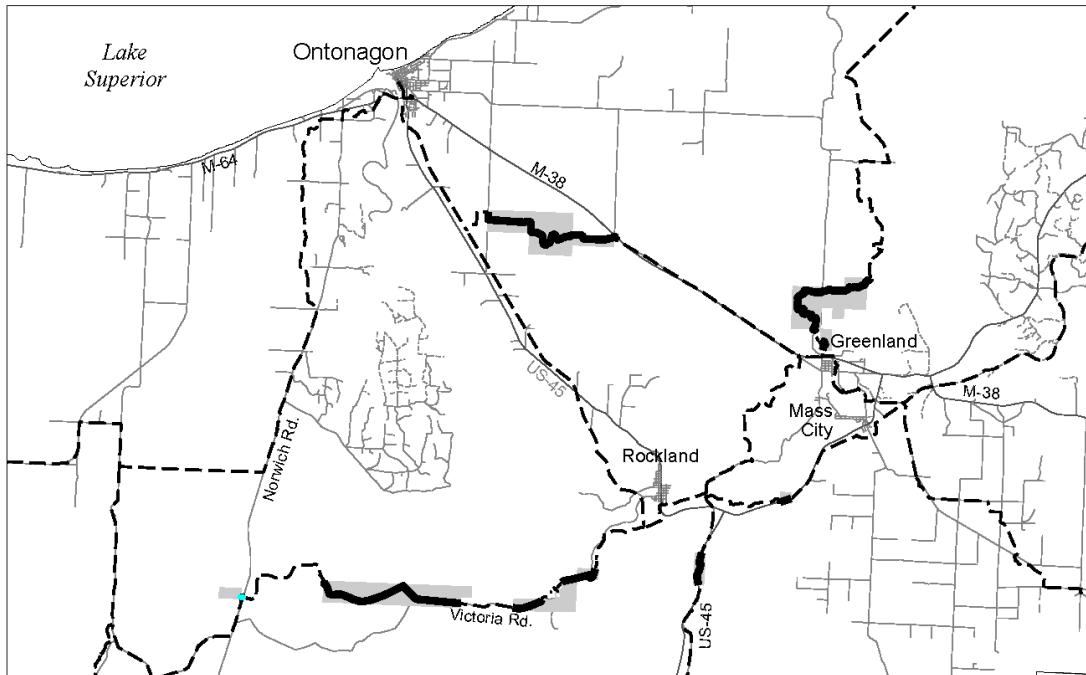 Lake
Superior
Ontonagon
M-64
M-38
Greenland
US-45
M-38
Mass
City
Norwich Rd.
Rockland
Victoria Rd.
US-45